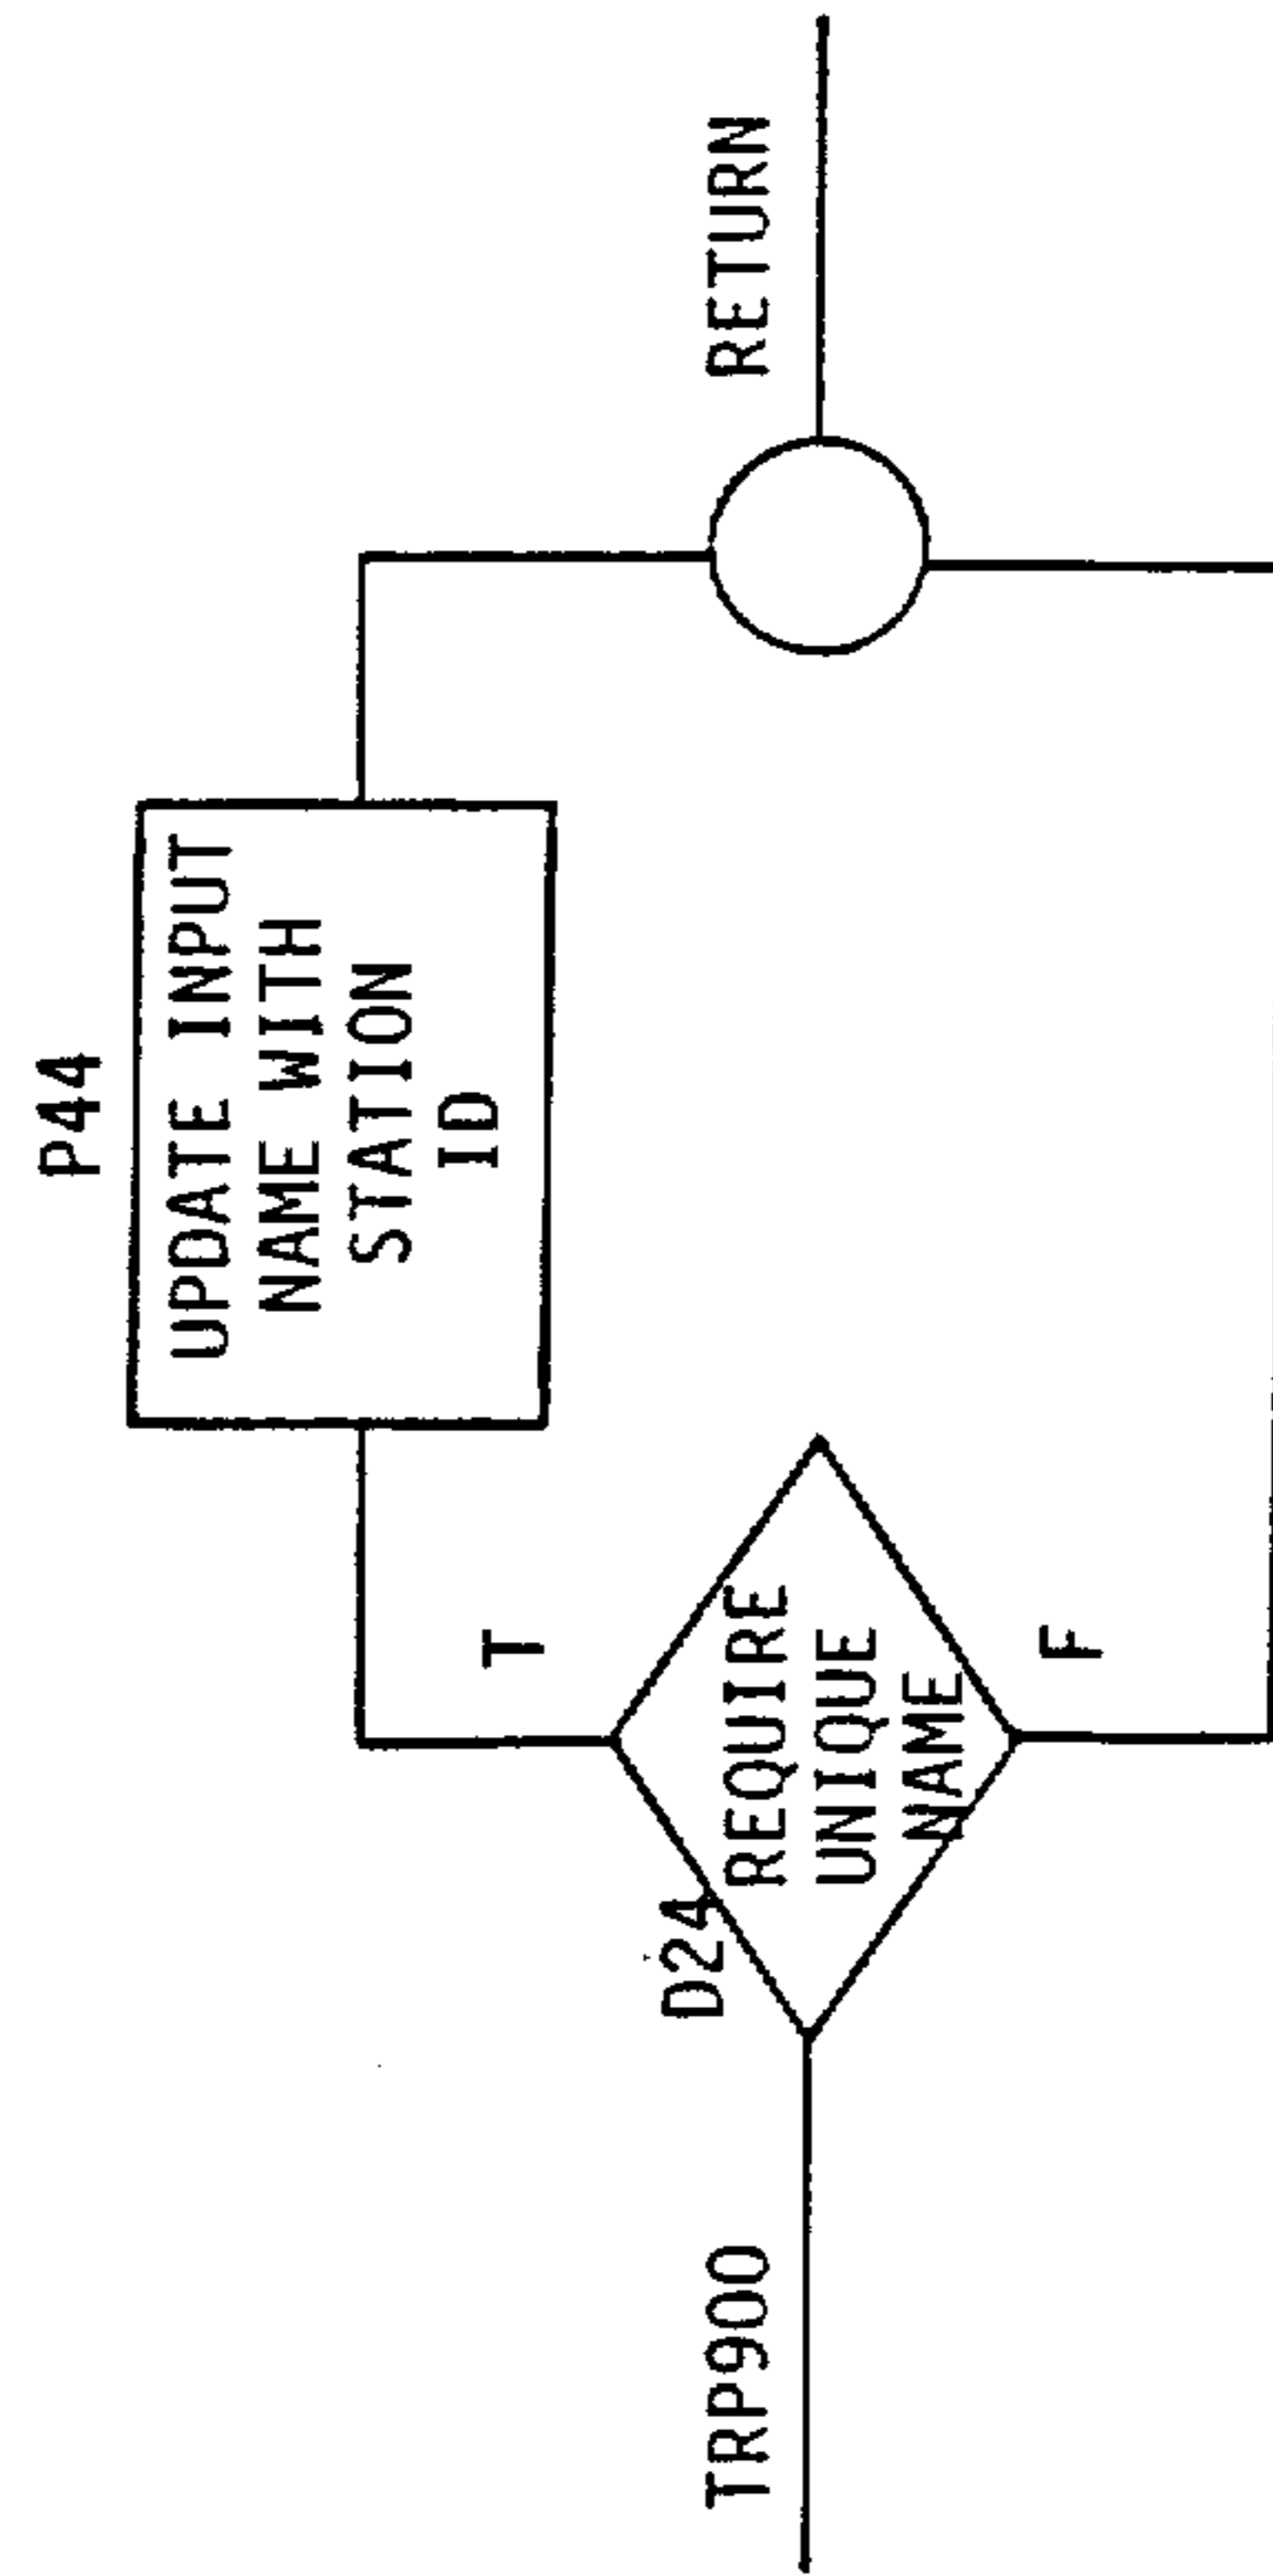 P44
UPDATE INPUT
NAME WITH
STATION
ID
T
TRP900
D24
REQUIRE
UNIQUE
NAME
F
RETURN